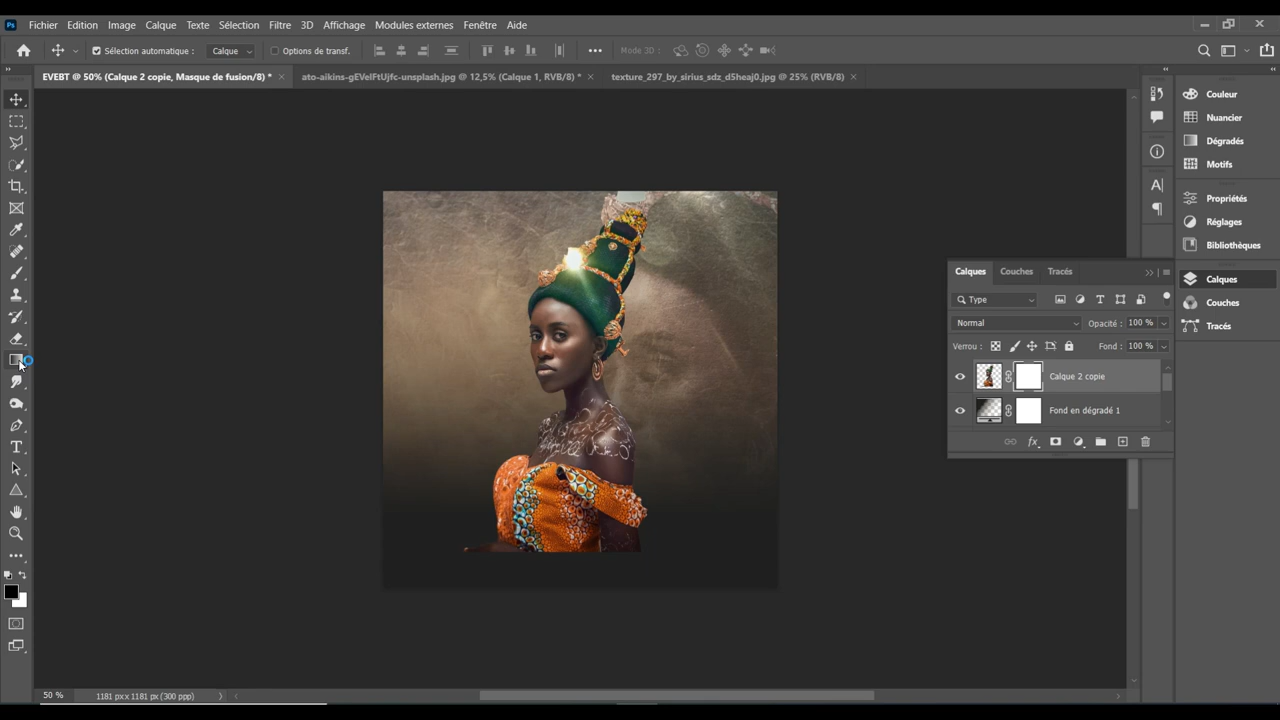 Ps Fichier Edition Image Calque Texte Sélection Filtre 3D Affichage Modules externes Fenêtre Aide
Sélection automatique : Calque Options de transf. Mode 3D :
EVEBT @ 50% (Calque 2 copie, Masque de fusion/8) * ato-aikins-gEVelFtUjfc-unsplash.jpg @ 12,5% (Calque 1, RVB/8) * texture_297_by_sirius_sdz_d5heaj0.jpg @ 25% (RVB/8)
Couleur
Nuancier
Dégradés
Motifs
Propriétés
Réglages
Bibliothèques
Calques
Couches
Tracés
Calques Couches Tracés
Type
Normal Opacité : 100 %
Verrou : Fond : 100 %
Calque 2 copie
Fond en dégradé 1
50 % 1181 px x 1181 px (300 ppp)